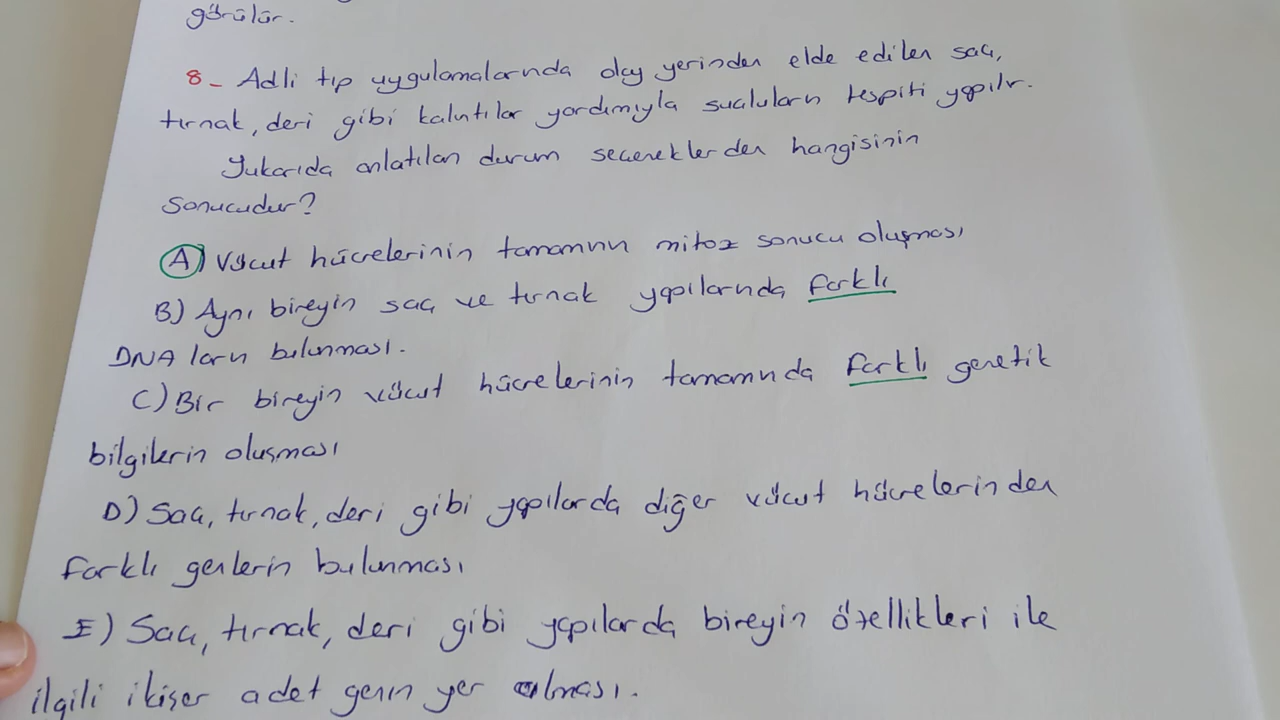 görülür.
8- Adli tıp uygulamalarında olay yerinden elde edilen saç,
tırnak, deri gibi kalıntılar yardımıyla suçluların tespiti yapılır.
Yukarıda anlatılan durum seçeneklerden hangisinin
sonucudur?
A) Vücut hücrelerinin tamamının mitoz sonucu oluşması
B) Aynı bireyin saç ve tırnak yapılarında farklı
DNA ların bulunması.
C) Bir bireyin vücut hücrelerinin tamamında farklı genetik
bilgilerin oluşması
D) Saç, tırnak, deri gibi yapılarda diğer vücut hücrelerinden
farklı genlerin bulunması
E) Saç, tırnak, deri gibi yapılarda bireyin özellikleri ile
ilgili ikişer adet genin yer alması.